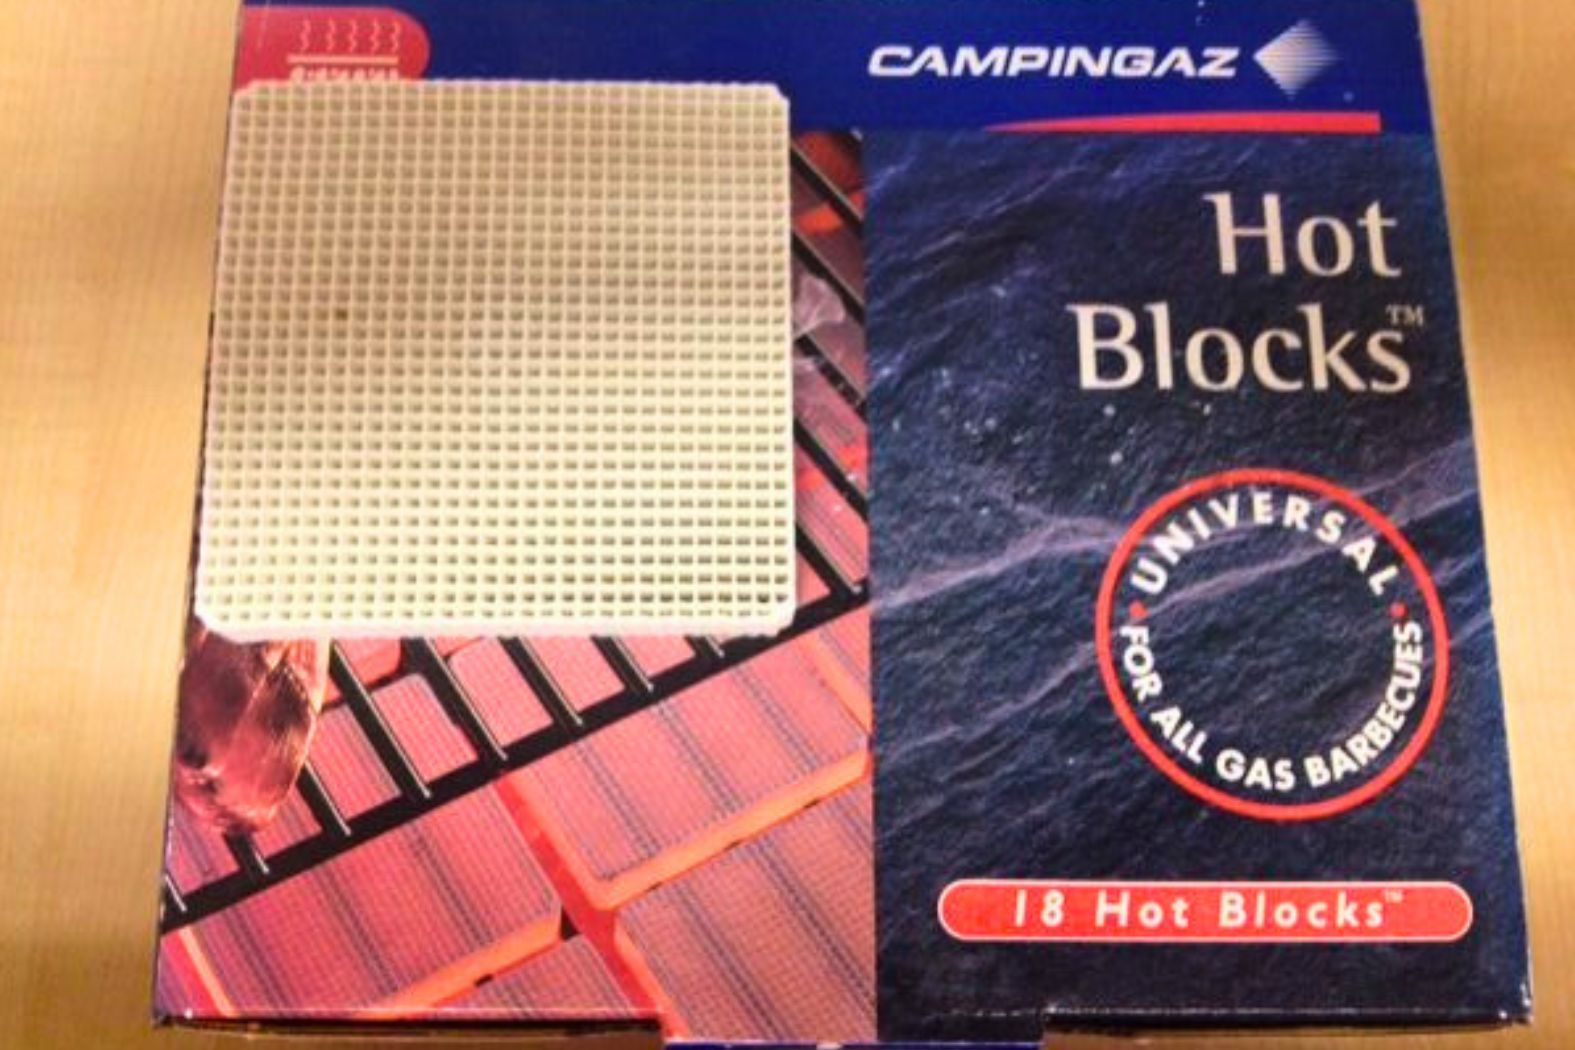 CAMPINGAZ
Hot
Blocks™
UNIVERSAL
FOR ALL GAS BARBECUES
18 Hot Blocks™